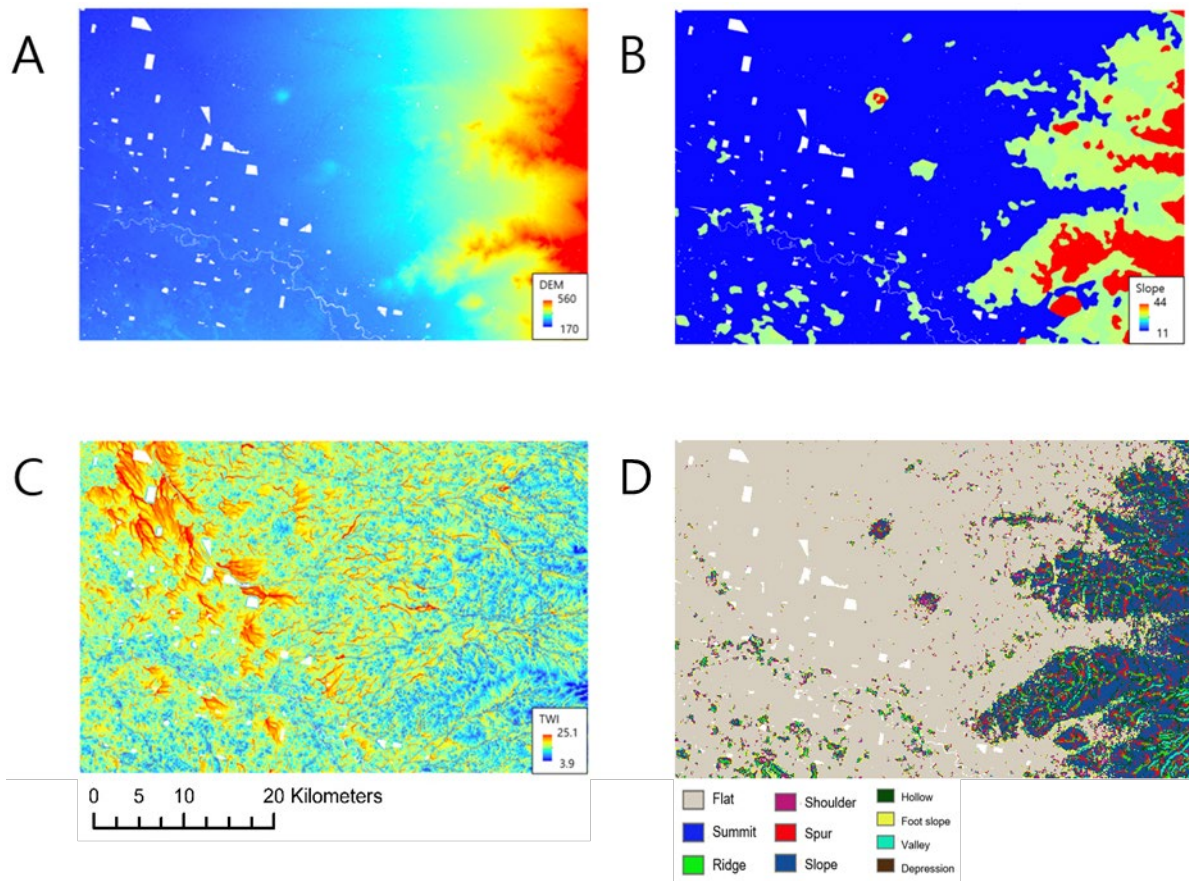 A
B
DEM
560
170
Slope
44
11
C
D
TWI
25.1
3.9
0 5 10 20 Kilometers
Flat Shoulder Hollow
Foot slope
Summit Spur
Valley
Ridge Slope Depression